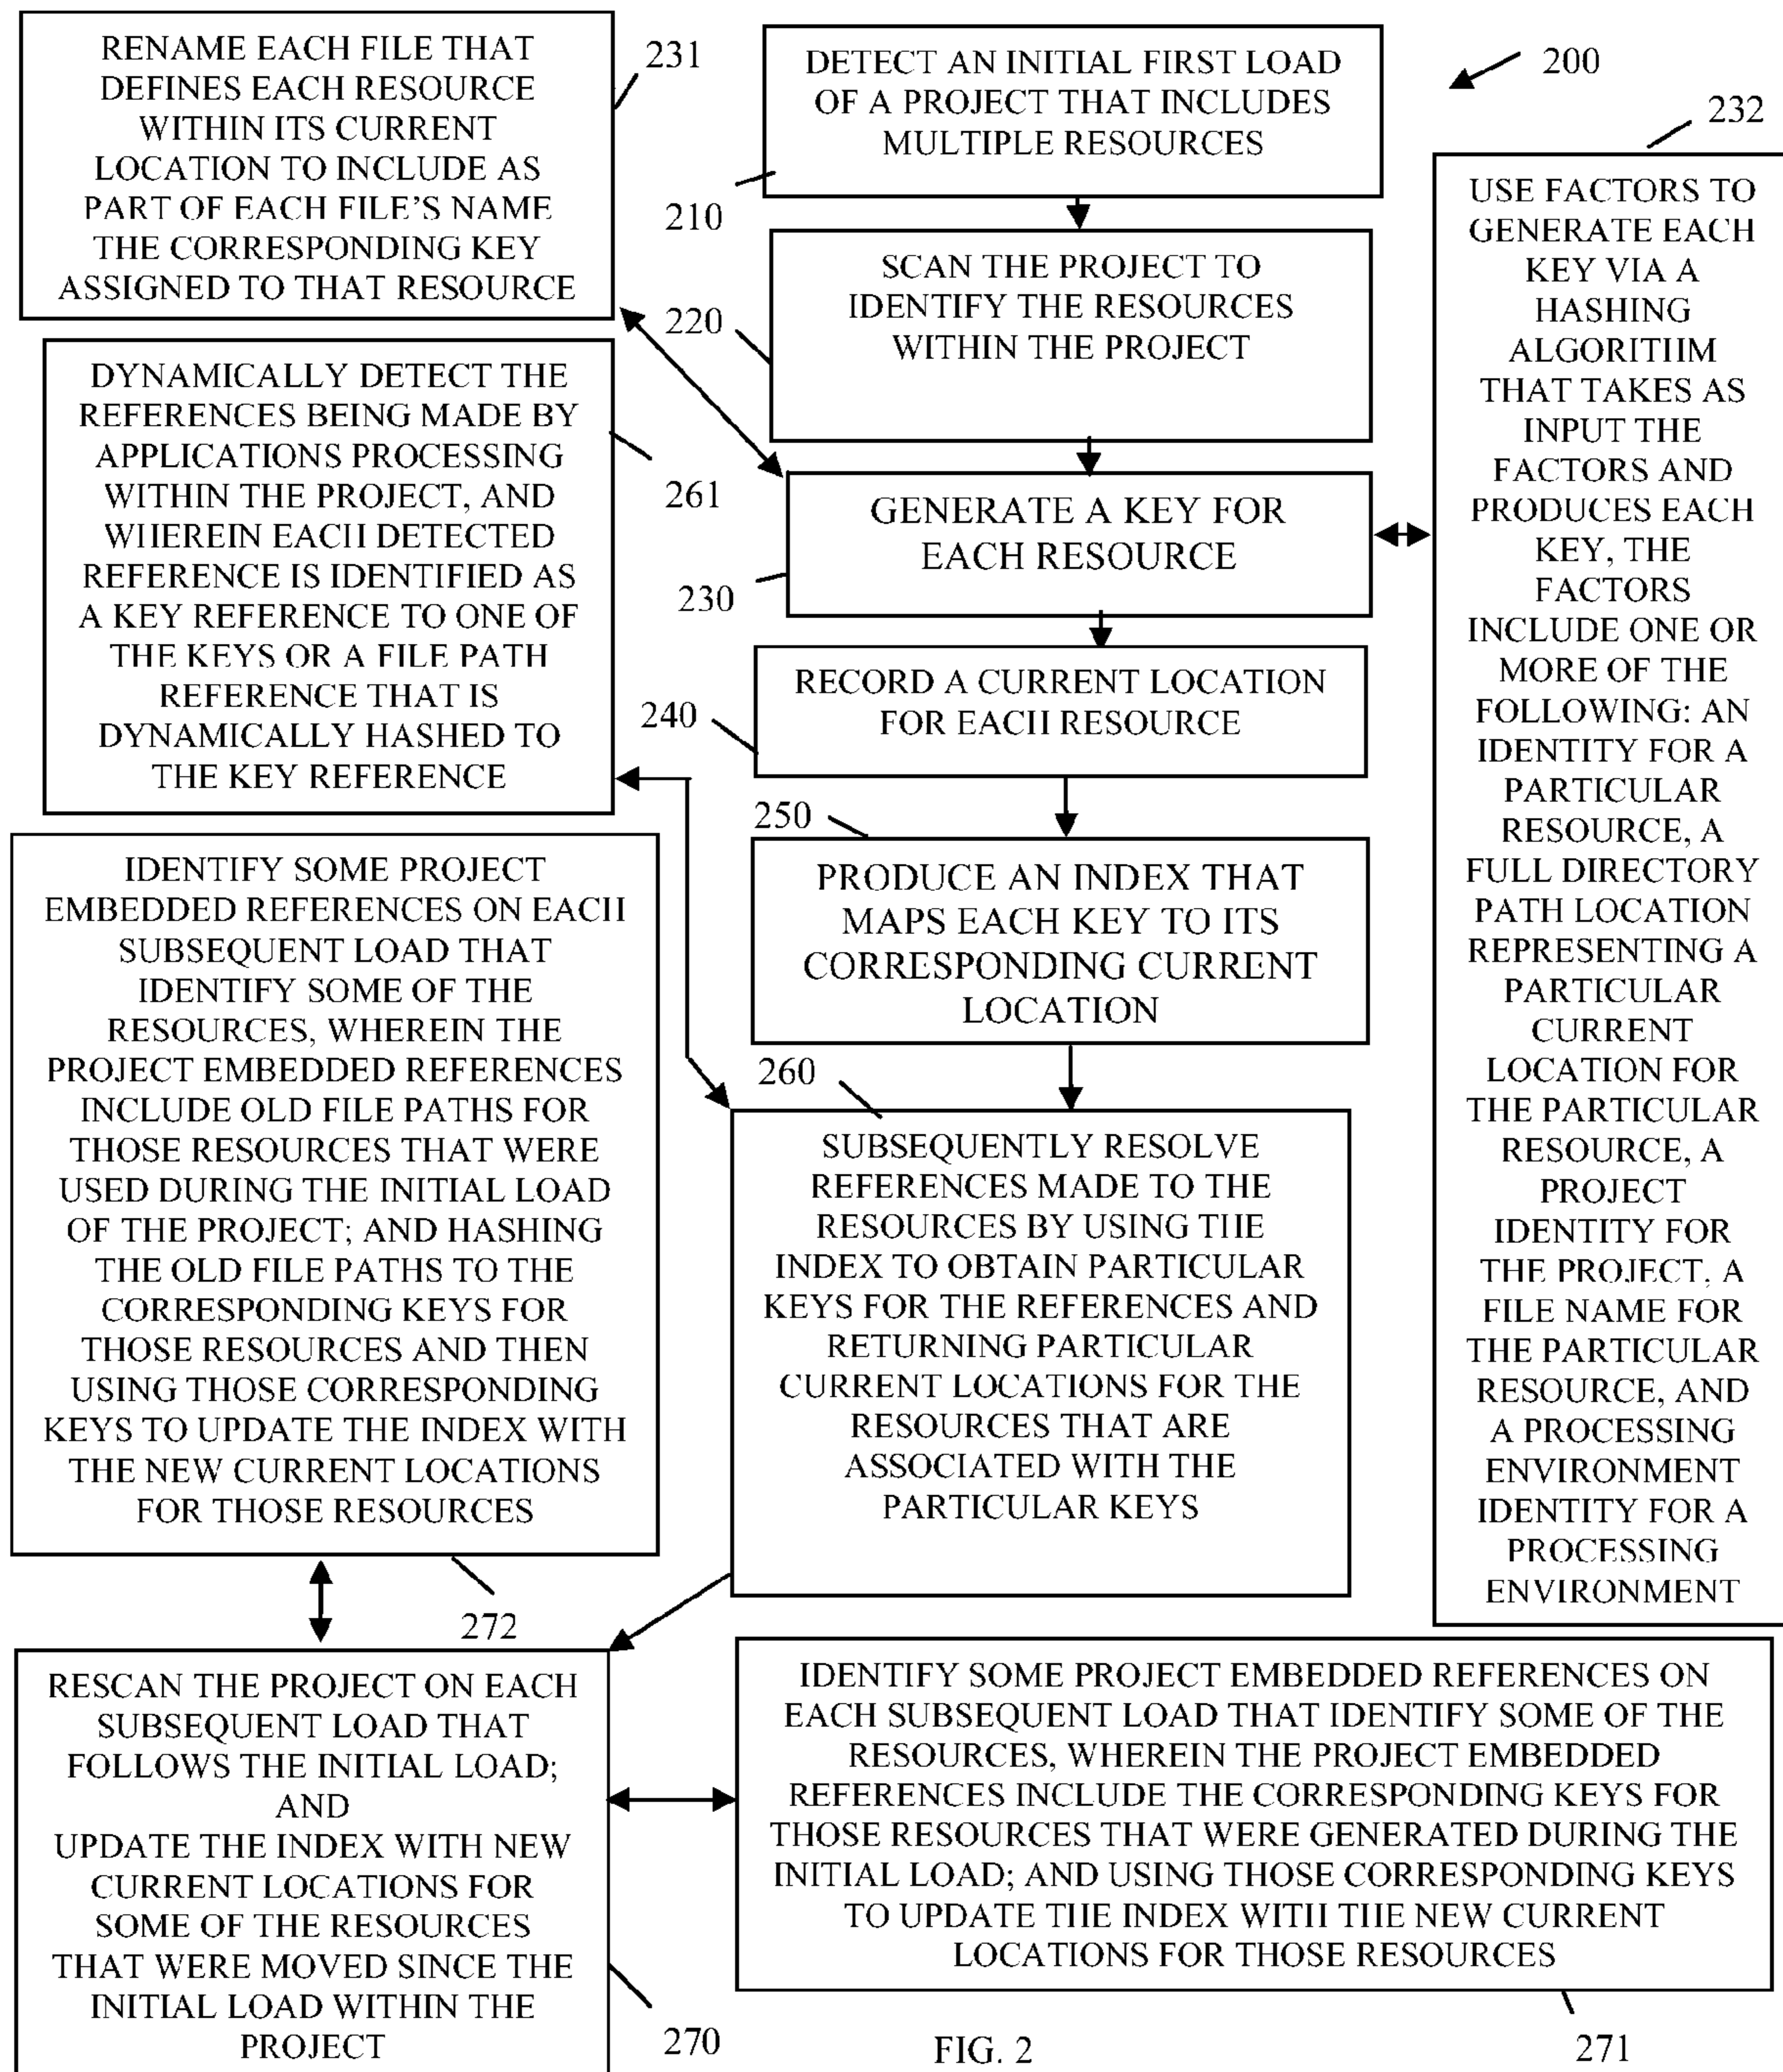 RENAME EACH FILE THAT
DEFINES EACH RESOURCE
WITHIN ITS CURRENT
LOCATION TO INCLUDE AS
PART OF EACH FILE'S NAME
THE CORRESPONDING KEY
ASSIGNED TO THAT RESOURCE
231
DETECT AN INITIAL FIRST LOAD
OF A PROJECT THAT INCLUDES
MULTIPLE RESOURCES
210
200
232
USE FACTORS TO
GENERATE EACH
KEY VIA A
HASHING
ALGORITHM
THAT TAKES AS
INPUT THE
FACTORS AND
PRODUCES EACH
KEY, THE
FACTORS
INCLUDE ONE OR
MORE OF THE
FOLLOWING: AN
IDENTITY FOR A
PARTICULAR
RESOURCE, A
FULL DIRECTORY
PATH LOCATION
REPRESENTING A
PARTICULAR
CURRENT
LOCATION FOR
THE PARTICULAR
RESOURCE, A
PROJECT
IDENTITY FOR
THE PROJECT, A
FILE NAME FOR
THE PARTICULAR
RESOURCE, AND
A PROCESSING
ENVIRONMENT
IDENTITY FOR A
PROCESSING
ENVIRONMENT
SCAN THE PROJECT TO
IDENTIFY THE RESOURCES
WITHIN THE PROJECT
220
DYNAMICALLY DETECT THE
REFERENCES BEING MADE BY
APPLICATIONS PROCESSING
WITHIN THE PROJECT, AND
WHEREIN EACH DETECTED
REFERENCE IS IDENTIFIED AS
A KEY REFERENCE TO ONE OF
THE KEYS OR A FILE PATH
REFERENCE THAT IS
DYNAMICALLY HASHED TO
THE KEY REFERENCE
261
GENERATE A KEY FOR
EACH RESOURCE
230
RECORD A CURRENT LOCATION
FOR EACH RESOURCE
240
250
PRODUCE AN INDEX THAT
MAPS EACH KEY TO ITS
CORRESPONDING CURRENT
LOCATION
IDENTIFY SOME PROJECT
EMBEDDED REFERENCES ON EACH
SUBSEQUENT LOAD THAT
IDENTIFY SOME OF THE
RESOURCES, WHEREIN THE
PROJECT EMBEDDED REFERENCES
INCLUDE OLD FILE PATHS FOR
THOSE RESOURCES THAT WERE
USED DURING THE INITIAL LOAD
OF THE PROJECT; AND HASHING
THE OLD FILE PATHS TO THE
CORRESPONDING KEYS FOR
THOSE RESOURCES AND THEN
USING THOSE CORRESPONDING
KEYS TO UPDATE THE INDEX WITH
THE NEW CURRENT LOCATIONS
FOR THOSE RESOURCES
272
260
SUBSEQUENTLY RESOLVE
REFERENCES MADE TO THE
RESOURCES BY USING THE
INDEX TO OBTAIN PARTICULAR
KEYS FOR THE REFERENCES AND
RETURNING PARTICULAR
CURRENT LOCATIONS FOR THE
RESOURCES THAT ARE
ASSOCIATED WITH THE
PARTICULAR KEYS
RESCAN THE PROJECT ON EACH
SUBSEQUENT LOAD THAT
FOLLOWS THE INITIAL LOAD;
AND
UPDATE THE INDEX WITH NEW
CURRENT LOCATIONS FOR
SOME OF THE RESOURCES
THAT WERE MOVED SINCE THE
INITIAL LOAD WITHIN THE
PROJECT
270
IDENTIFY SOME PROJECT EMBEDDED REFERENCES ON
EACH SUBSEQUENT LOAD THAT IDENTIFY SOME OF THE
RESOURCES, WHEREIN THE PROJECT EMBEDDED
REFERENCES INCLUDE THE CORRESPONDING KEYS FOR
THOSE RESOURCES THAT WERE GENERATED DURING THE
INITIAL LOAD; AND USING THOSE CORRESPONDING KEYS
TO UPDATE THE INDEX WITH THE NEW CURRENT
LOCATIONS FOR THOSE RESOURCES
271
FIG. 2